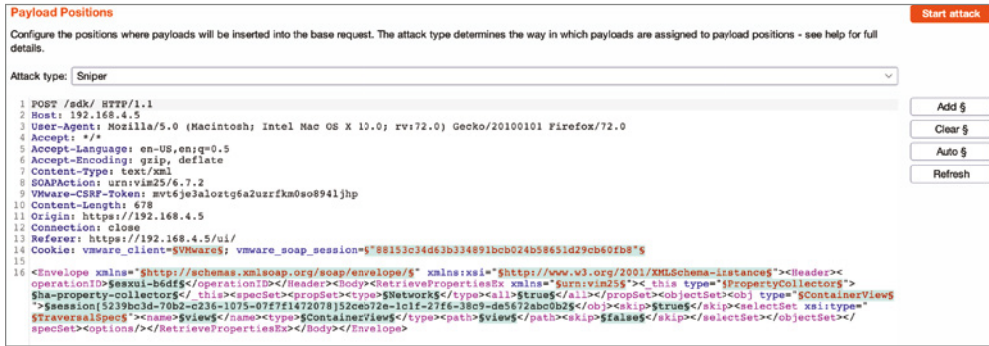 Payload Positions
Start attack
Configure the positions where payloads will be inserted into the base request. The attack type determines the way in which payloads are assigned to payload positions - see help for full
details.
Attack type: Sniper
1 POST /sdk/ HTTP/1.1
2 Host: 192.168.4.5
3 User-Agent: Mozilla/5.0 (Macintosh; Intel Mac OS X 10.0; rv:72.0) Gecko/20100101 Firefox/72.0
4 Accept: */*
5 Accept-Language: en-US,en;q=0.5
6 Accept-Encoding: gzip, deflate
7 Content-Type: text/xml
8 SOAPAction: urn:vim25/6.7.2
9 VMware-CSRF-Token: mvt6je3aloztg6a2uzrfkm0so894ljhp
10 Content-Length: 678
11 Origin: https://192.168.4.5
12 Connection: close
13 Referer: https://192.168.4.5/ui/
14 Cookie: vmware_client=§VMware§; vmware_soap_session=§"88153c34d63b334891bcb024b58651d29cb60fb8"§
15
16 <Envelope xmlns="§http://schemas.xmlsoap.org/soap/envelope/§" xmlns:xsi="§http://www.w3.org/2001/XMLSchema-instance§"><Header><
operationID>§esxui-b6df§</operationID></Header><Body><RetrievePropertiesEx xmlns="§urn:vim25§"><_this type="§PropertyCollector§">
§ha-property-collector§</_this><specSet><propSet><type>§Network§</type><all>§true§</all></propSet><objectSet><obj type="§ContainerView§
">§session[5239bc3d-70b2-c236-1075-07f7f1472078]52ceb72e-1c1f-27f6-38c9-de5672abc0b2§</obj><skip>§true§</skip><selectSet xsi:type="
§TraversalSpec§"><name>§view§</name><type>§ContainerView§</type><path>§view§</path><skip>§false§</skip></selectSet></objectSet></
specSet><options/></RetrievePropertiesEx></Body></Envelope>
Add §
Clear §
Auto §
Refresh